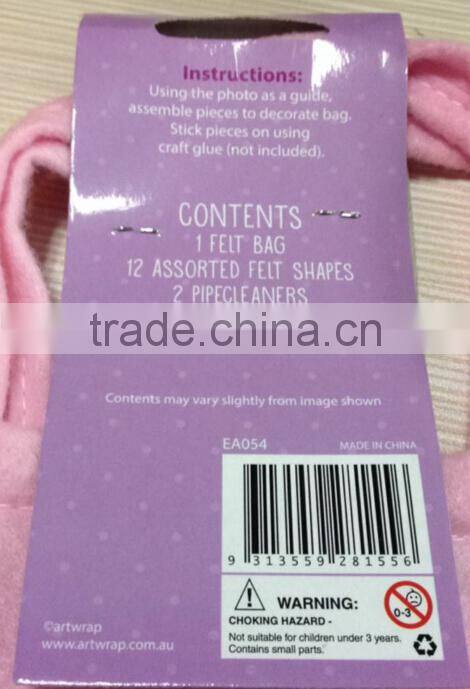 Instructions:
Using the photo as a guide,
assemble pieces to decorate bag.
Stick pieces on using
craft glue (not included).
CONTENTS
1 FELT BAG
12 ASSORTED FELT SHAPES
2 PIPECLEANERS
trade.china.cn
Contents may vary slightly from image shown
EA054 MADE IN CHINA
9 313559 281556
WARNING:
CHOKING HAZARD -
Not suitable for children under 3 years.
Contains small parts.
0-3
©artwrap
www.artwrap.com.au